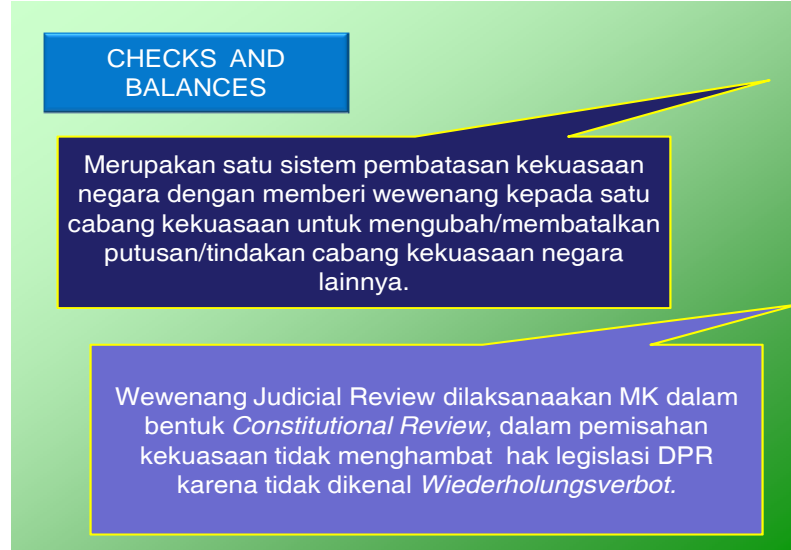 CHECKS AND
BALANCES
Merupakan satu sistem pembatasan kekuasaan
negara dengan memberi wewenang kepada satu
cabang kekuasaan untuk mengubah/membatalkan
putusan/tindakan cabang kekuasaan negara
lainnya.
Wewenang Judicial Review dilaksanaakan MK dalam
bentuk Constitutional Review, dalam pemisahan
kekuasaan tidak menghambat hak legislasi DPR
karena tidak dikenal Wiederholungsverbot.